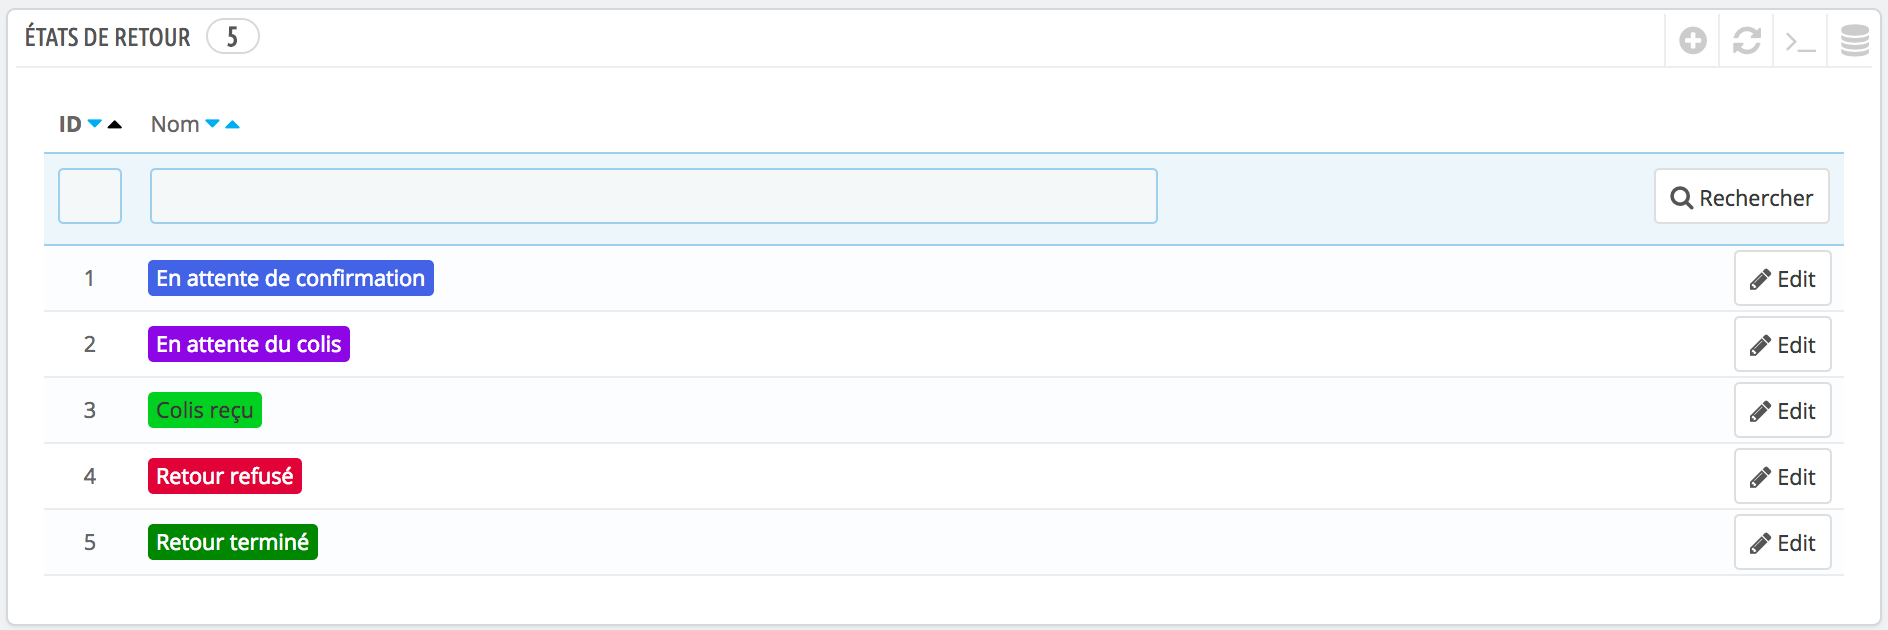 ÉTATS DE RETOUR 5
ID Nom
Rechercher
1 En attente de confirmation Edit
2 En attente du colis Edit
3 Colis reçu Edit
4 Retour refusé Edit
5 Retour terminé Edit